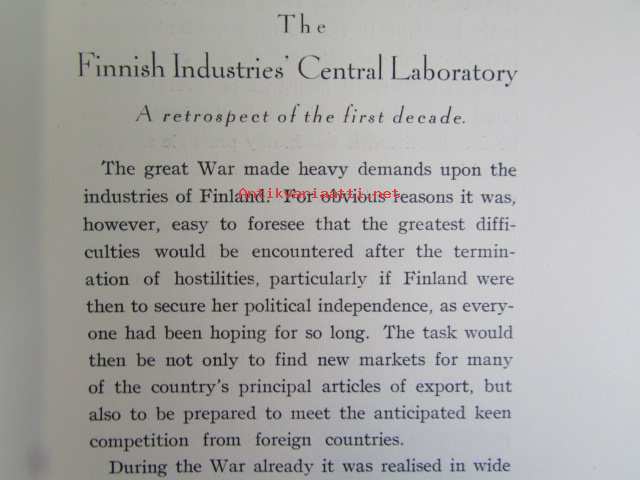 The
Finnish Industries' Central Laboratory
A retrospect of the first decade.
The great War made heavy demands upon the
industries of Finland. For obvious reasons it was,
Antikvariaatti.net
however, easy to foresee that the greatest diffi-
culties would be encountered after the termin-
ation of hostilities, particularly if Finland were
then to secure her political independence, as every-
one had been hoping for so long. The task would
then be not only to find new markets for many
of the country's principal articles of export, but
also to be prepared to meet the anticipated keen
competition from foreign countries.
During the War already it was realised in wide